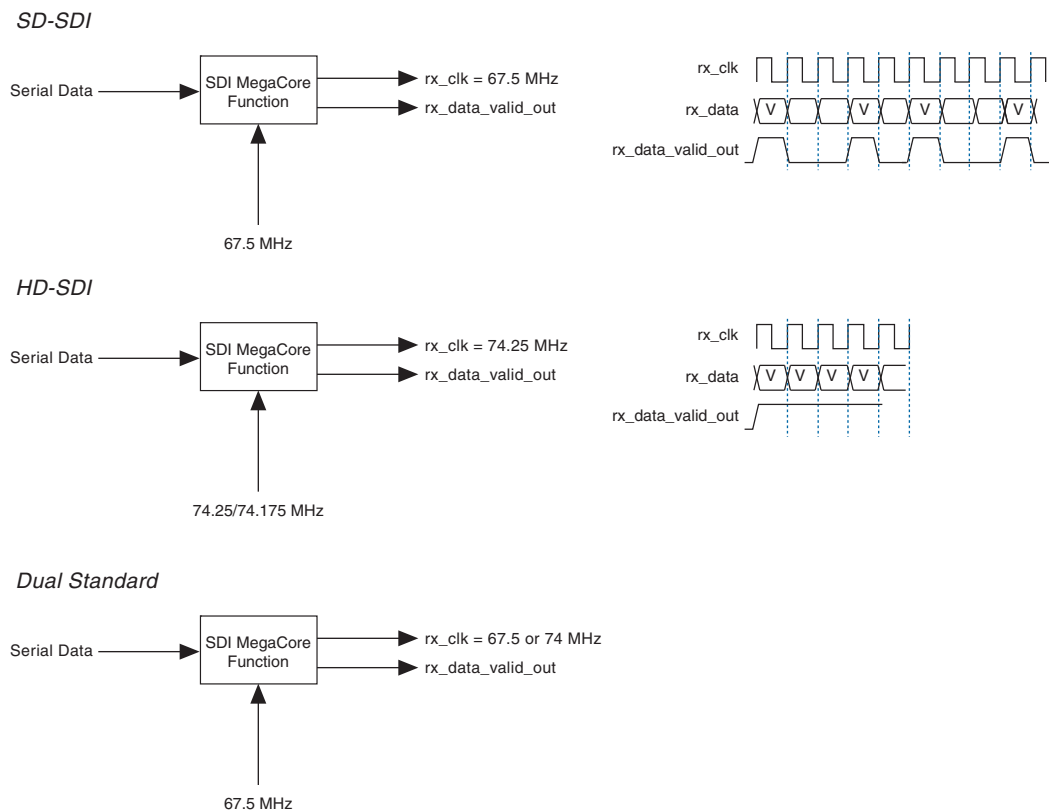 SD-SDI
Serial Data
SDI MegaCore
Function
rx_clk = 67.5 MHz
rx_data_valid_out
67.5 MHz
rx_clk
rx_data
V
V
V
V
rx_data_valid_out
HD-SDI
Serial Data
SDI MegaCore
Function
rx_clk = 74.25 MHz
rx_data_valid_out
74.25/74.175 MHz
rx_clk
rx_data
V
V
V
V
rx_data_valid_out
Dual Standard
Serial Data
SDI MegaCore
Function
rx_clk = 67.5 or 74 MHz
rx_data_valid_out
67.5 MHz